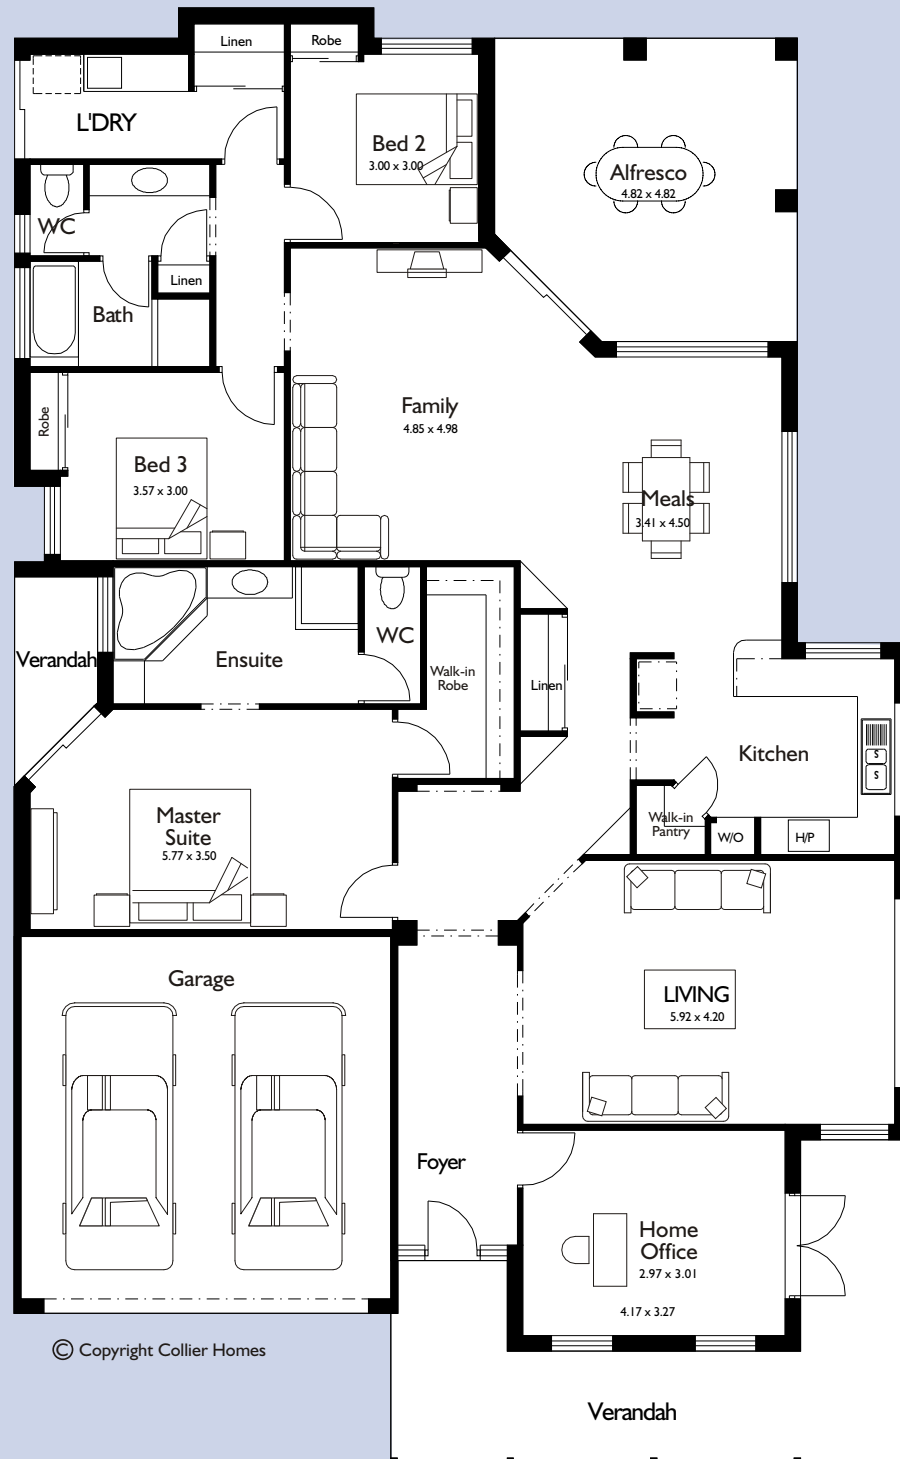 Linen
Robe
L'DRY
Bed 2
3.00 x 3.00
Alfresco
4.82 x 4.82
WC
Linen
Bath
Family
4.85 x 4.98
Robe
Bed 3
3.57 x 3.00
Meals
3.41 x 4.50
WC
Verandah
Ensuite
Walk-in
Robe
Linen
Kitchen
S
S
Master
Suite
5.77 x 3.50
Walk-in
Pantry
W/O
H/P
Garage
LIVING
5.92 x 4.20
Foyer
Home
Office
2.97 x 3.01
4.17 x 3.27
© Copyright Collier Homes
Verandah